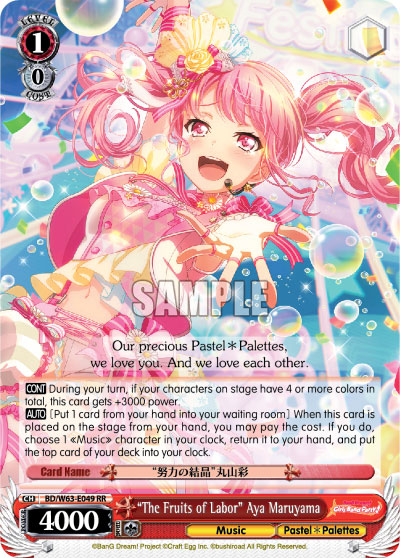 LEVEL
1
0
COST
SAMPLE
Our precious Pastel＊Palettes,
we love you. And we love each other.
CONT During your turn, if your characters on stage have 4 or more colors in
total, this card gets +3000 power.
AUTO [Put 1 card from your hand into your waiting room] When this card is
placed on the stage from your hand, you may pay the cost. If you do,
choose 1 «Music» character in your clock, return it to your hand, and put
the top card of your deck into your clock.
Card Name
"努力の結晶"丸山彩
CH BD/W63-E049 RR
"The Fruits of Labor" Aya Maruyama
Girls Band Party!
POWER
4000
Music
Pastel＊Palettes
©BanG Dream! Project ©Craft Egg Inc. ©bushiroad All Rights Reserved.